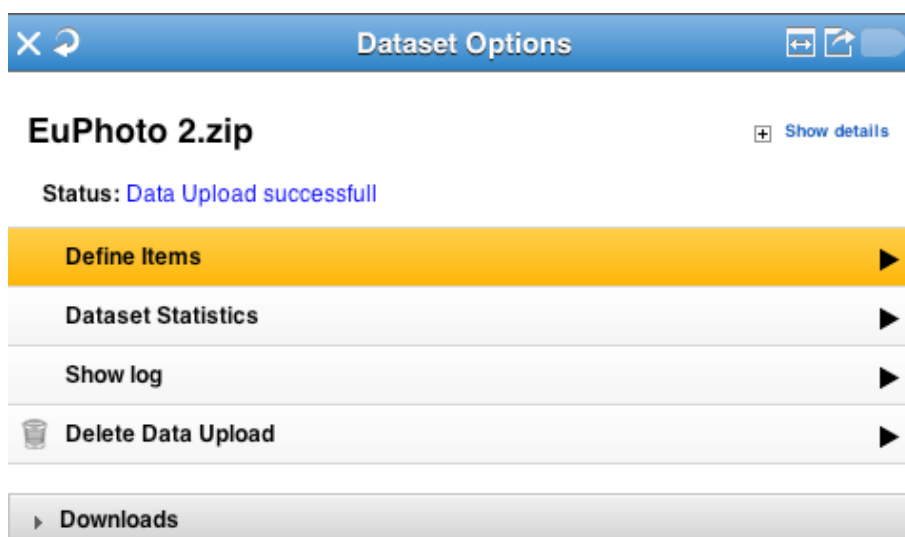 Dataset Options
EuPhoto 2.zip
Show details
Status: Data Upload successfull
Define Items
Dataset Statistics
Show log
Delete Data Upload
Downloads